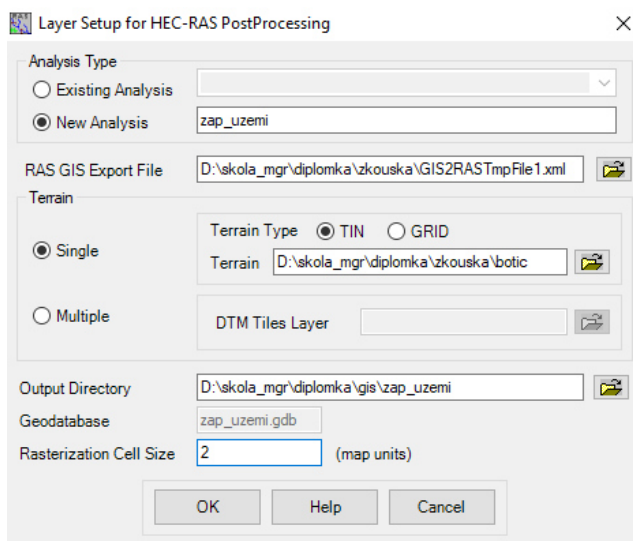 Layer Setup for HEC-RAS PostProcessing
Analysis Type
Existing Analysis
New Analysis zap_uzemi
RAS GIS Export File D:\skola_mgr\diplomka\zkouska\GIS2RASTmpFile1.xml
Terrain
Single
Terrain Type TIN GRID
Terrain D:\skola_mgr\diplomka\zkouska\botic
Multiple DTM Tiles Layer
Output Directory D:\skola_mgr\diplomka\gis\zap_uzemi
Geodatabase zap_uzemi.gdb
Rasterization Cell Size 2 (map units)
OK Help Cancel